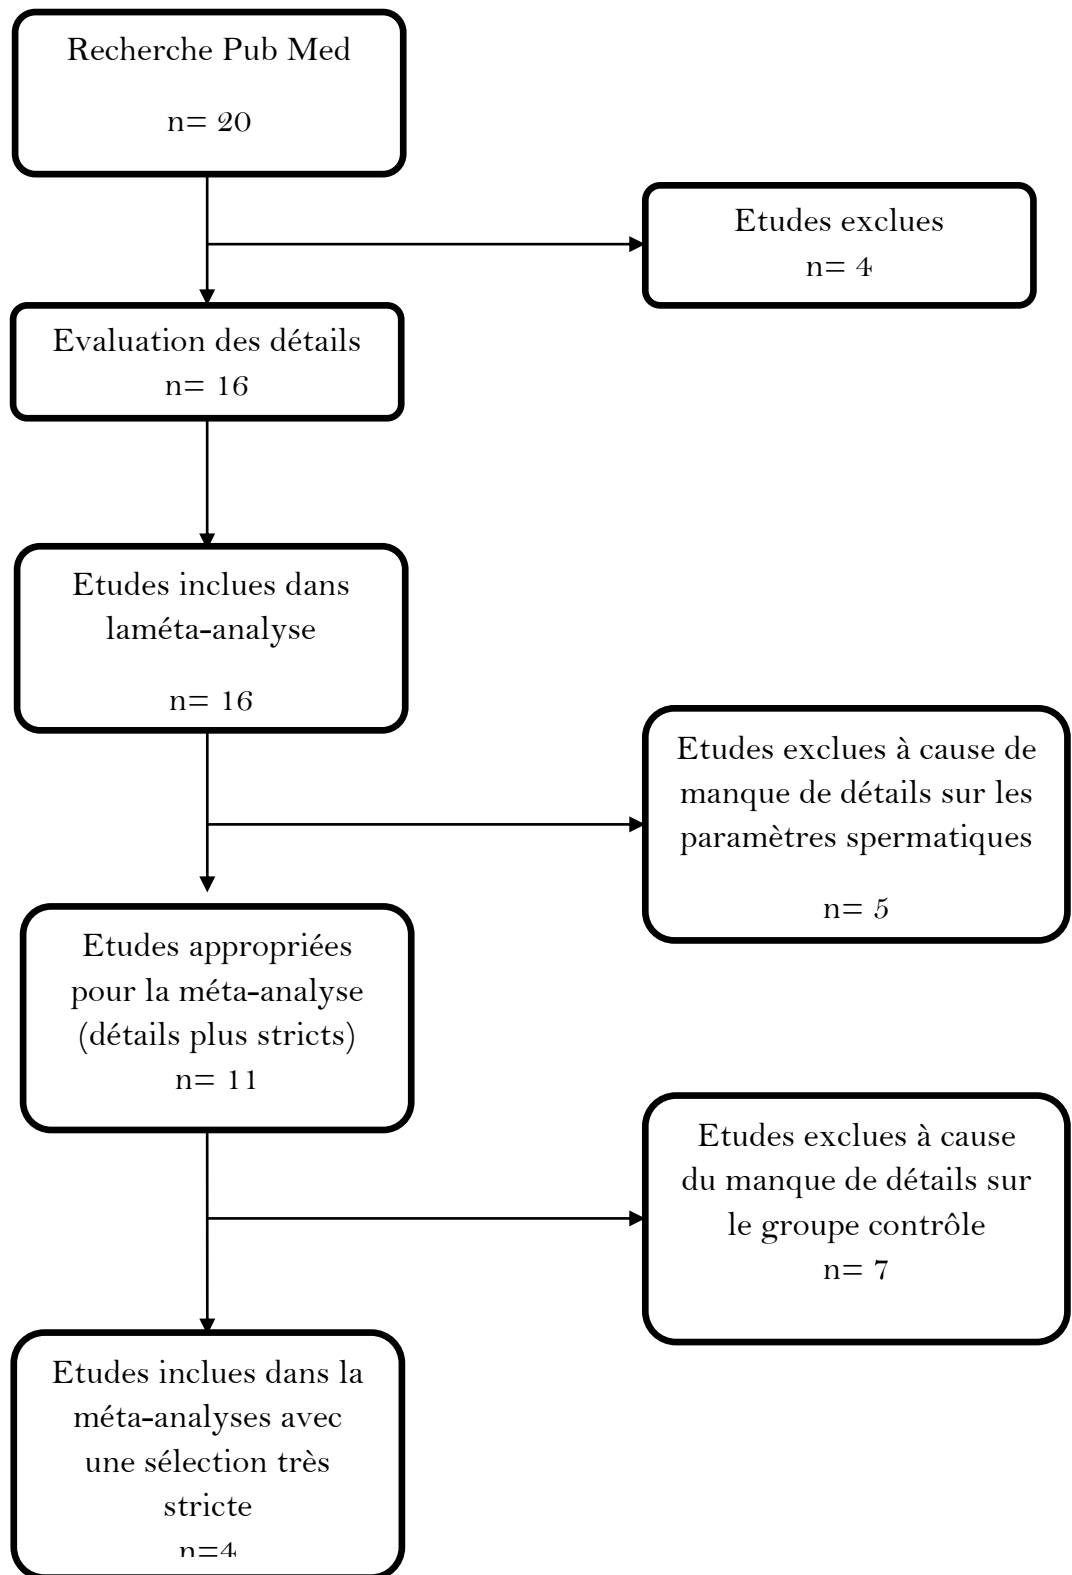 Recherche Pub Med
n= 20
Etudes exclues
n= 4
Evaluation des détails
n= 16
Etudes inclues dans
laméta-analyse
n= 16
Etudes exclues à cause de
manque de détails sur les
paramètres spermatiques
n= 5
Etudes appropriées
pour la méta-analyse
(détails plus stricts)
n= 11
Etudes exclues à cause
du manque de détails sur
le groupe contrôle
n= 7
Etudes inclues dans la
méta-analyses avec
une sélection très
stricte
n=4